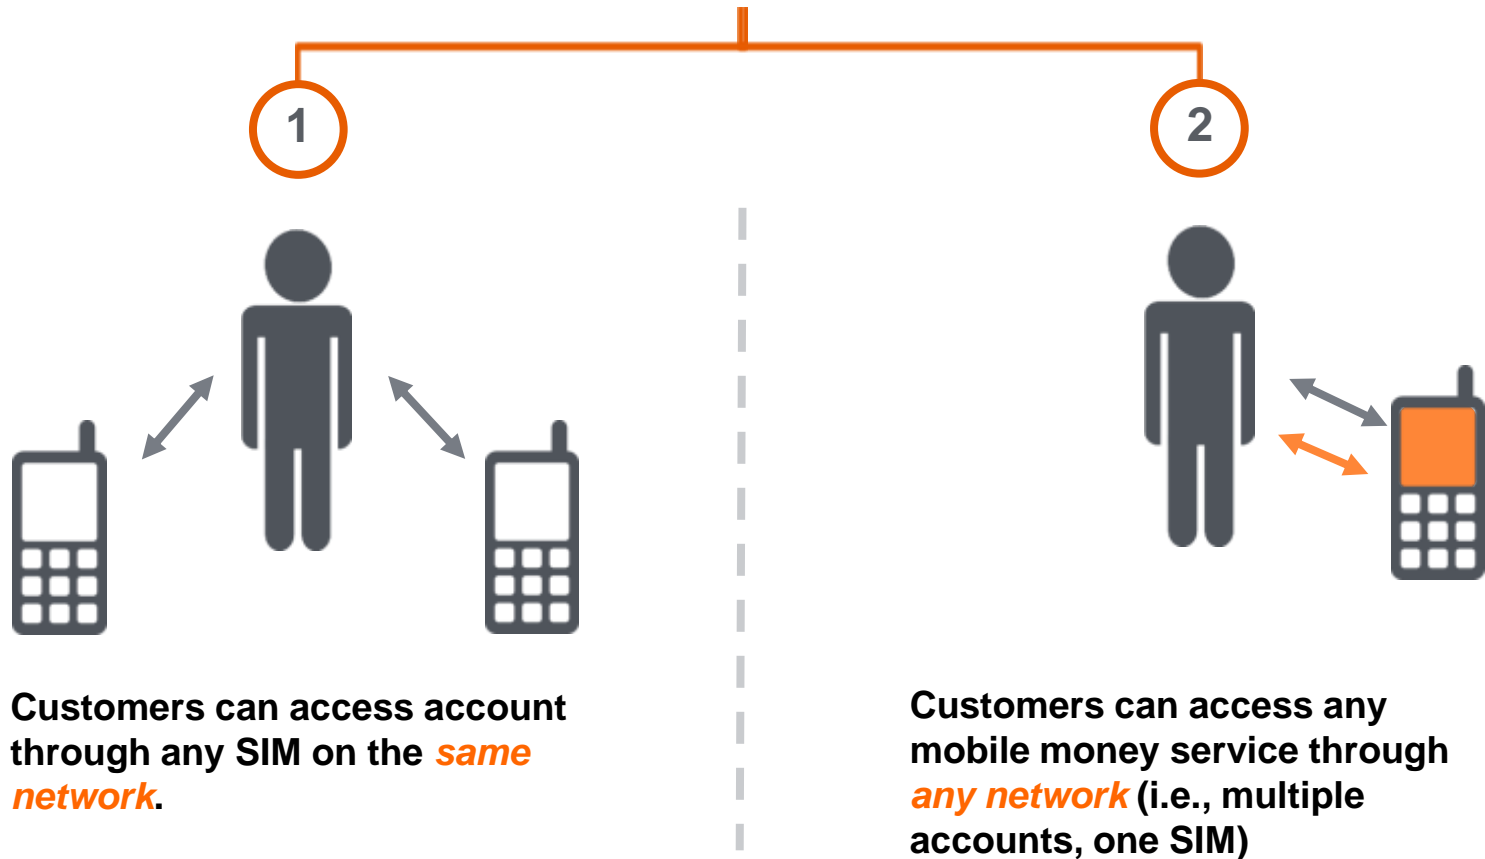 1
Customers can access account
through any SIM on the same
network.
2
Customers can access any
mobile money service through
any network (i.e., multiple
accounts, one SIM)